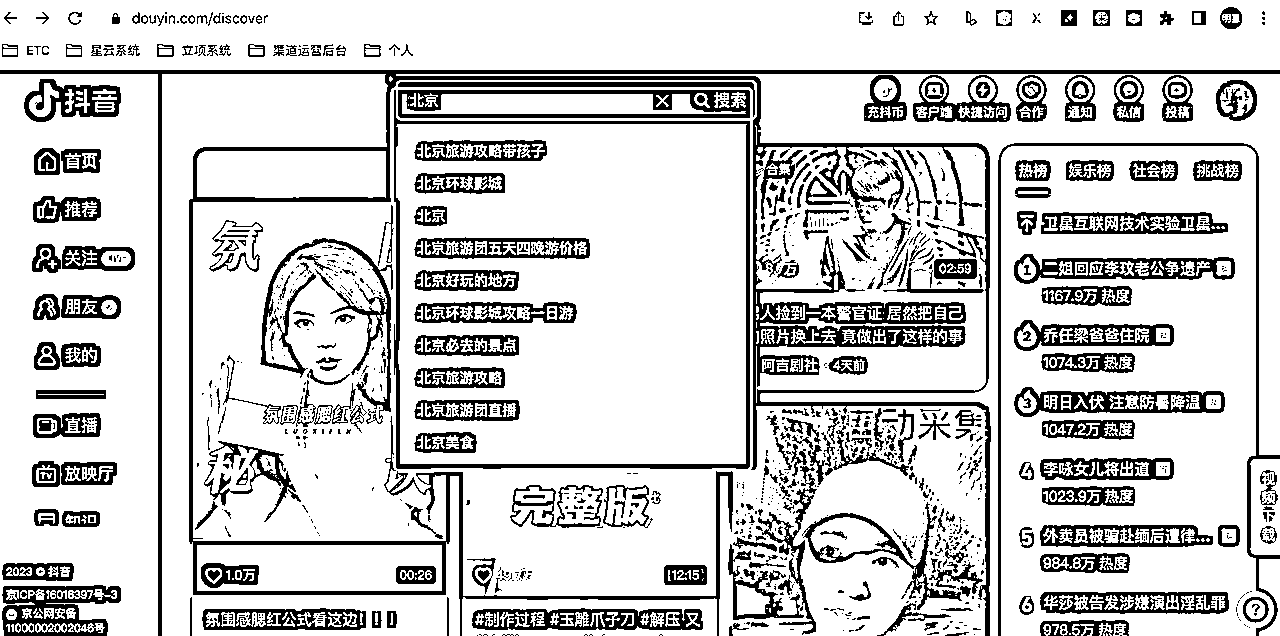 douyin.com/discover
ETC
星云系统
立项系统
渠道运营后台
个人
抖音
北京
搜索
充抖币
客户端
快捷访问
合作
通知
私信
投稿
首页
推荐
关注
朋友
我的
直播
放映厅
北京旅游攻略带孩子
北京环球影城
北京
北京旅游团五天四晚游价格
北京好玩的地方
北京环球影城攻略一日游
北京必去的景点
北京旅游攻略
北京旅游团直播
北京美食
氛
氛围感腮红公式
秘
1.0万
00:26
氛围感腮红公式看这边!
完整版
12:15
#制作过程 #玉雕爪子刀 #解压 又
合集
02:59
人捡到一本警官证 居然把自己
照片换上去 竟做出了这样的事
阿吉剧社 · 4天前
动采集
热榜
娱乐榜
社会榜
挑战榜
卫星互联网技术实验卫星...
1
二姐回应李玟老公争遗产
1167.9万 热度
2
乔任梁爸爸住院
1074.3万 热度
3
明日入伏 注意防暑降温
1047.2万 热度
4
李咏女儿将出道
1023.9万 热度
5
外卖员被骗赴缅后遭律...
984.8万 热度
6
华莎被告发涉嫌演出淫乱罪
978.5万 热度
2023 © 抖音
京ICP备16016397号-3
京公网安备
11000002002046号
?